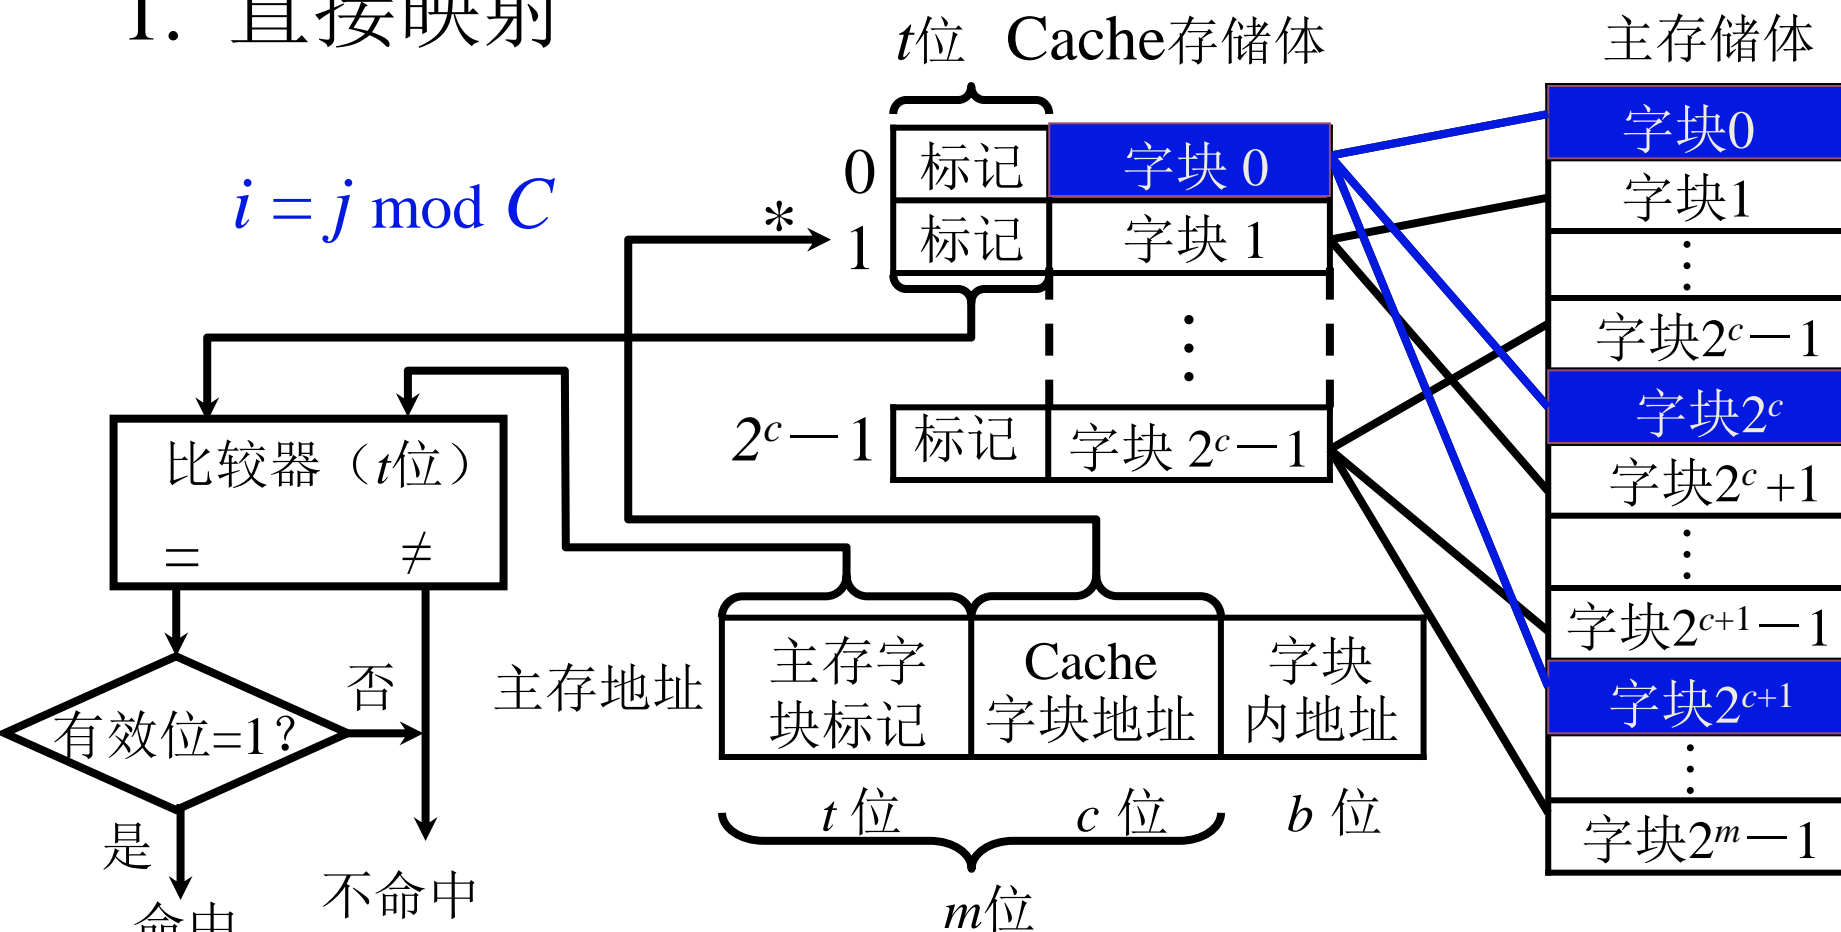 1. 直接映射
t位 Cache存储体 主存储体
i = j mod C
*
0 标记 字块 0
1 标记 字块 1
⋮
2ᶜ－1 标记 字块 2ᶜ－1
字块0
字块1
⋮
字块2ᶜ－1
字块2ᶜ
字块2ᶜ+1
⋮
字块2ᶜ⁺¹－1
字块2ᶜ⁺¹
⋮
字块2ᵐ－1
比较器（t位）
= ≠
有效位=1?
否
是
命中
不命中
主存地址
主存字
块标记
Cache
字块地址
字块
内地址
t 位 c 位 b 位
m位